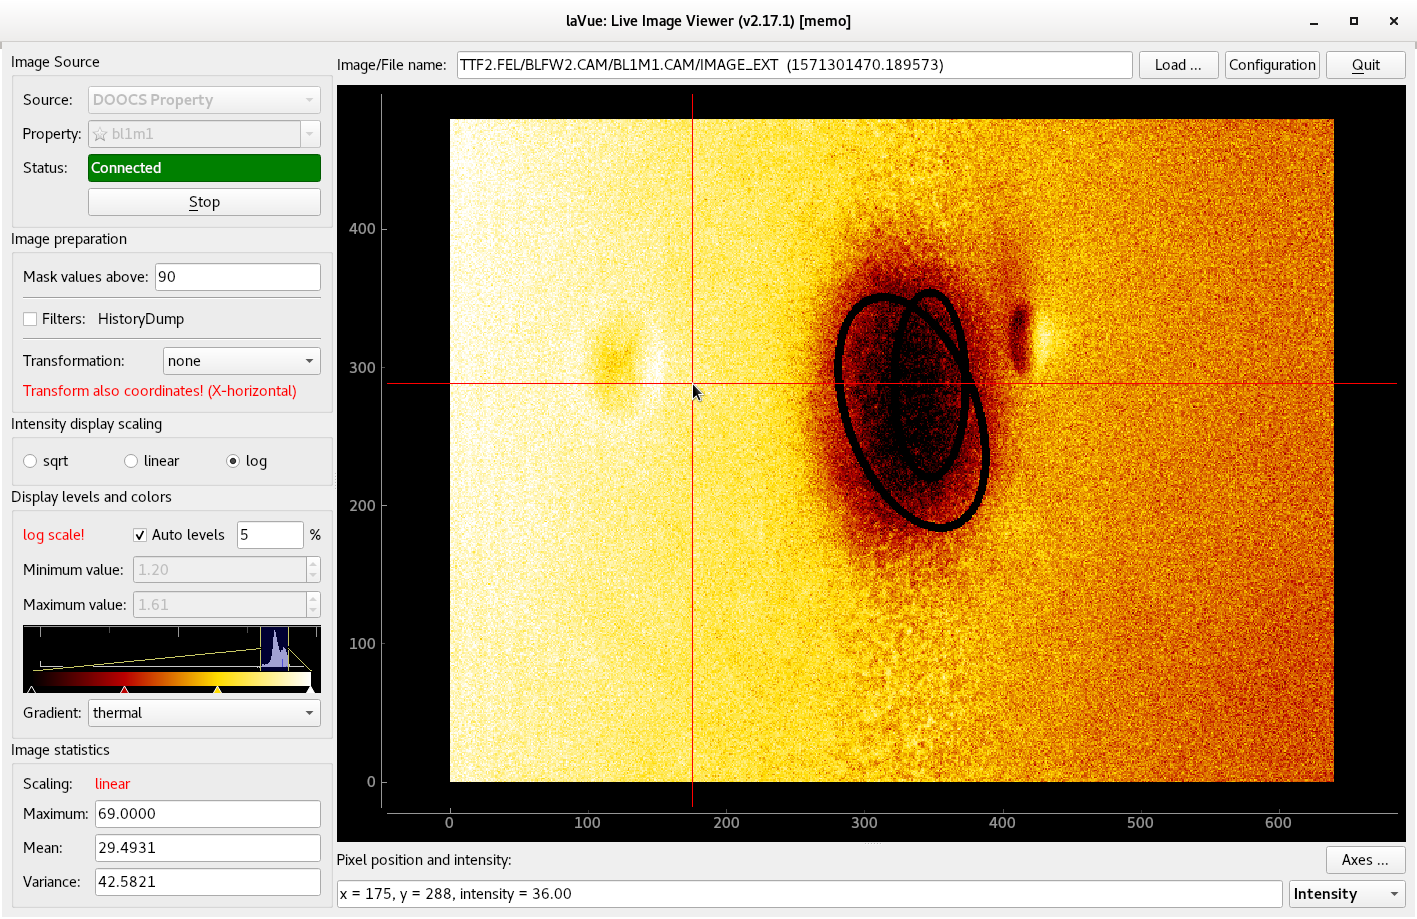 laVue: Live Image Viewer (v2.17.1) [memo]
Image Source
Source: DOOCS Property
Property: bl1m1
Status: Connected
Stop
Image preparation
Mask values above: 90
Filters: HistoryDump
Transformation: none
Transform also coordinates! (X-horizontal)
Intensity display scaling
sqrt linear log
Display levels and colors
log scale! Auto levels 5 %
Minimum value: 1.20
Maximum value: 1.61
Gradient: thermal
Image statistics
Scaling: linear
Maximum: 69.0000
Mean: 29.4931
Variance: 42.5821
Image/File name: TTF2.FEL/BLFW2.CAM/BL1M1.CAM/IMAGE_EXT (1571301470.189573) Load ... Configuration Quit
400
300
200
100
0
0 100 200 300 400 500 600
Pixel position and intensity: Axes ...
x = 175, y = 288, intensity = 36.00 Intensity